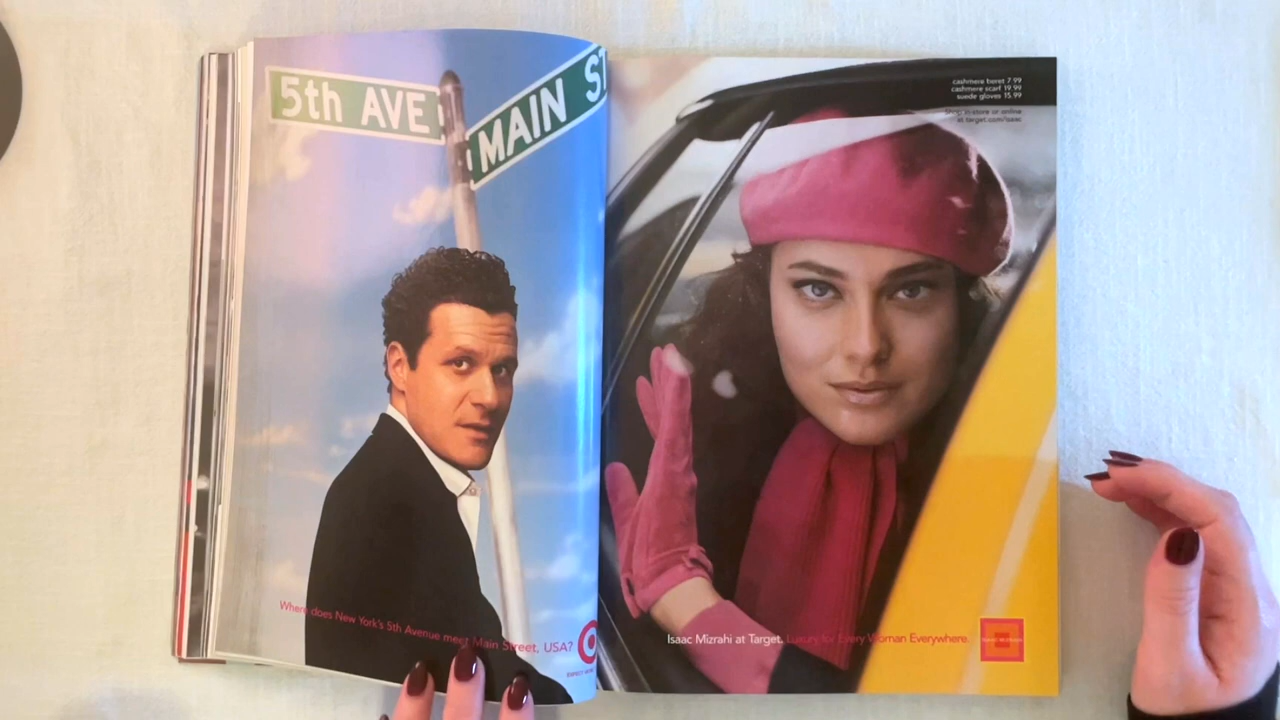 5th AVE
MAIN ST
Where does New York's 5th Avenue meet Main Street, USA?
cashmere beret 7.99
cashmere scarf 19.99
suede gloves 15.99
Shop in-store or online
at target.com/isaac
Isaac Mizrahi at Target. Luxury for Every Woman Everywhere.